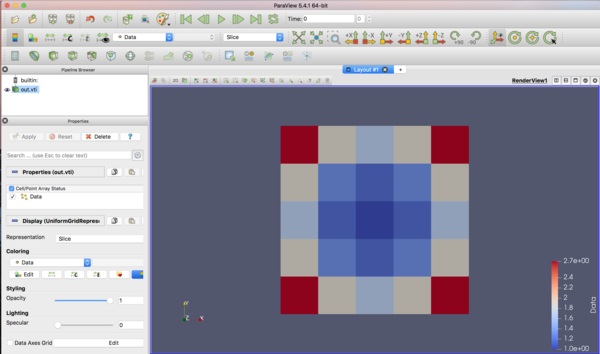 ParaView 5.4.1 64-bit
Time: 0
0
Data
Slice
+X
-X
+Y
-Y
+Z
-Z
+90
-90
Pipeline Browser
builtin:
out.vti
Layout #1
+
RenderView1
Properties
Apply
Reset
Delete
?
Search ... (use Esc to clear text)
Properties (out.vti)
Cell/Point Array Status
Data
Display (UniformGridRepres
Representation
Slice
Coloring
Data
Edit
Styling
Opacity
1
Lighting
Specular
0
Data Axes Grid
Edit
Y
Z
X
2.7e+00
2.4
2.2
2
1.8
1.6
1.4
1.2
1.0e+00
Data